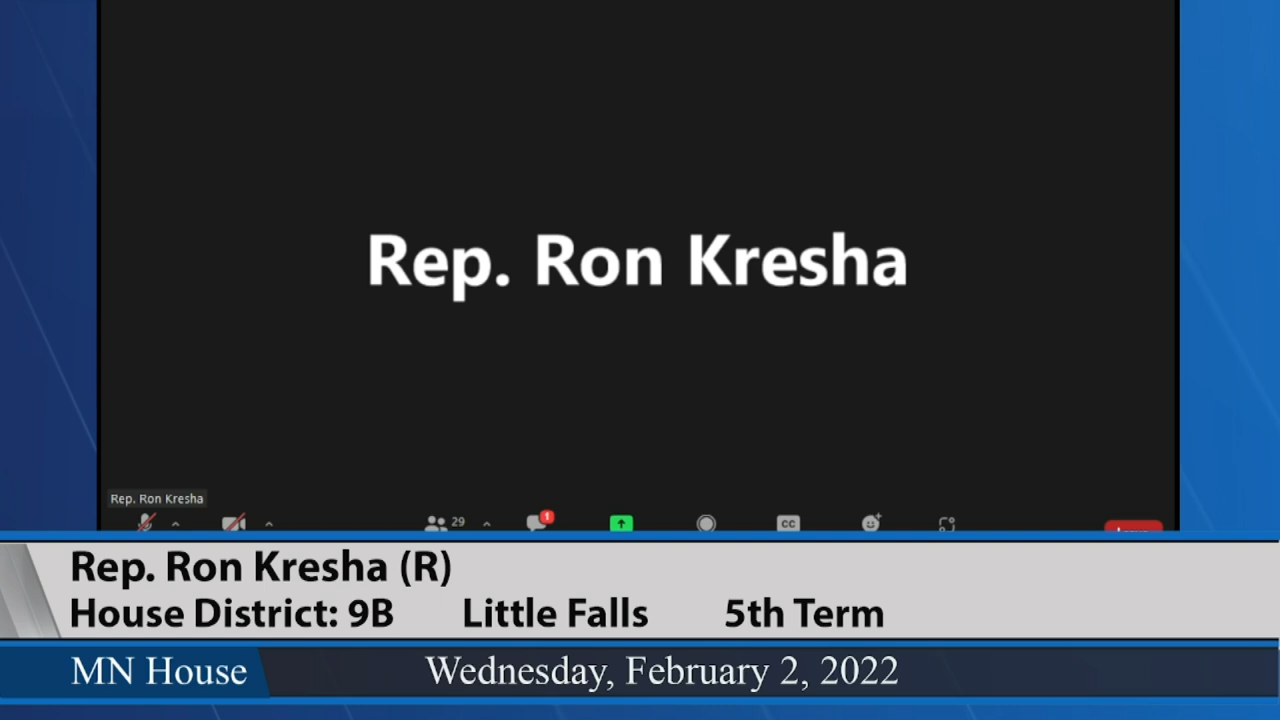 Rep. Ron Kresha
Rep. Ron Kresha
29
1
CC
Rep. Ron Kresha (R)
House District: 9B Little Falls 5th Term
MN House Wednesday, February 2, 2022